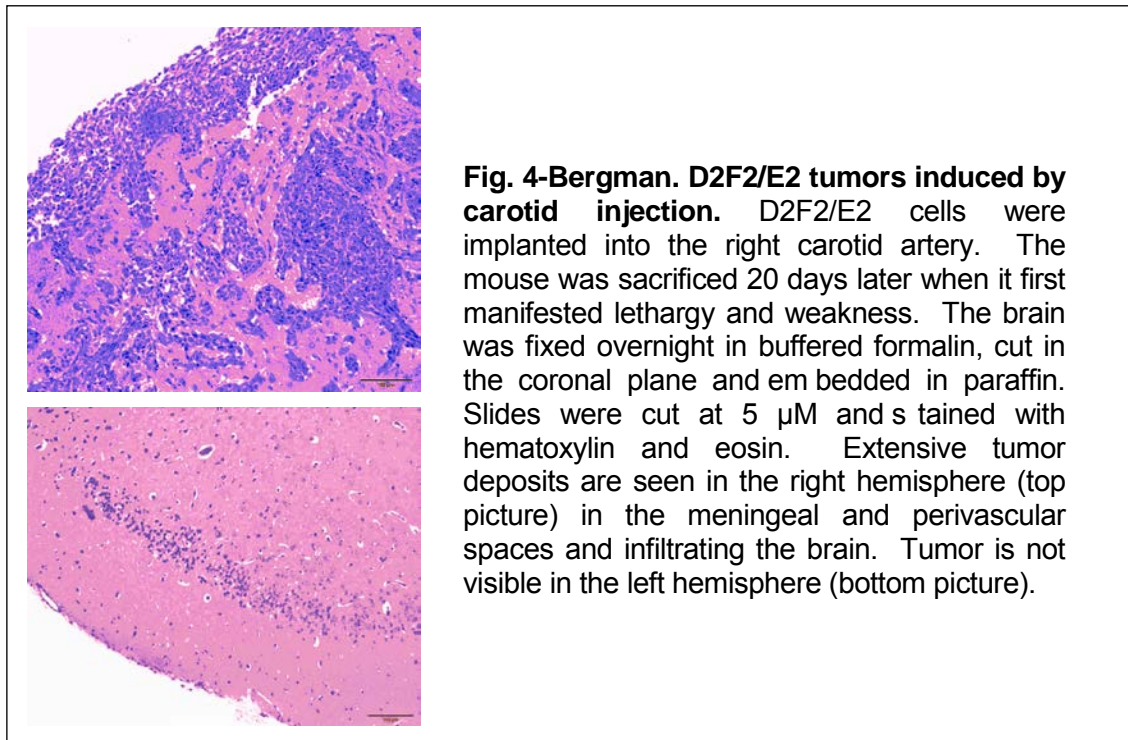 Fig. 4-Bergman. D2F2/E2 tumors induced by
carotid injection. D2F2/E2 cells were
implanted into the right carotid artery. The
mouse was sacrificed 20 days later when it first
manifested lethargy and weakness. The brain
was fixed overnight in buffered formalin, cut in
the coronal plane and em bedded in paraffin.
Slides were cut at 5 µM and s tained with
hematoxylin and eosin. Extensive tumor
deposits are seen in the right hemisphere (top
picture) in the meningeal and perivascular
spaces and infiltrating the brain. Tumor is not
visible in the left hemisphere (bottom picture).